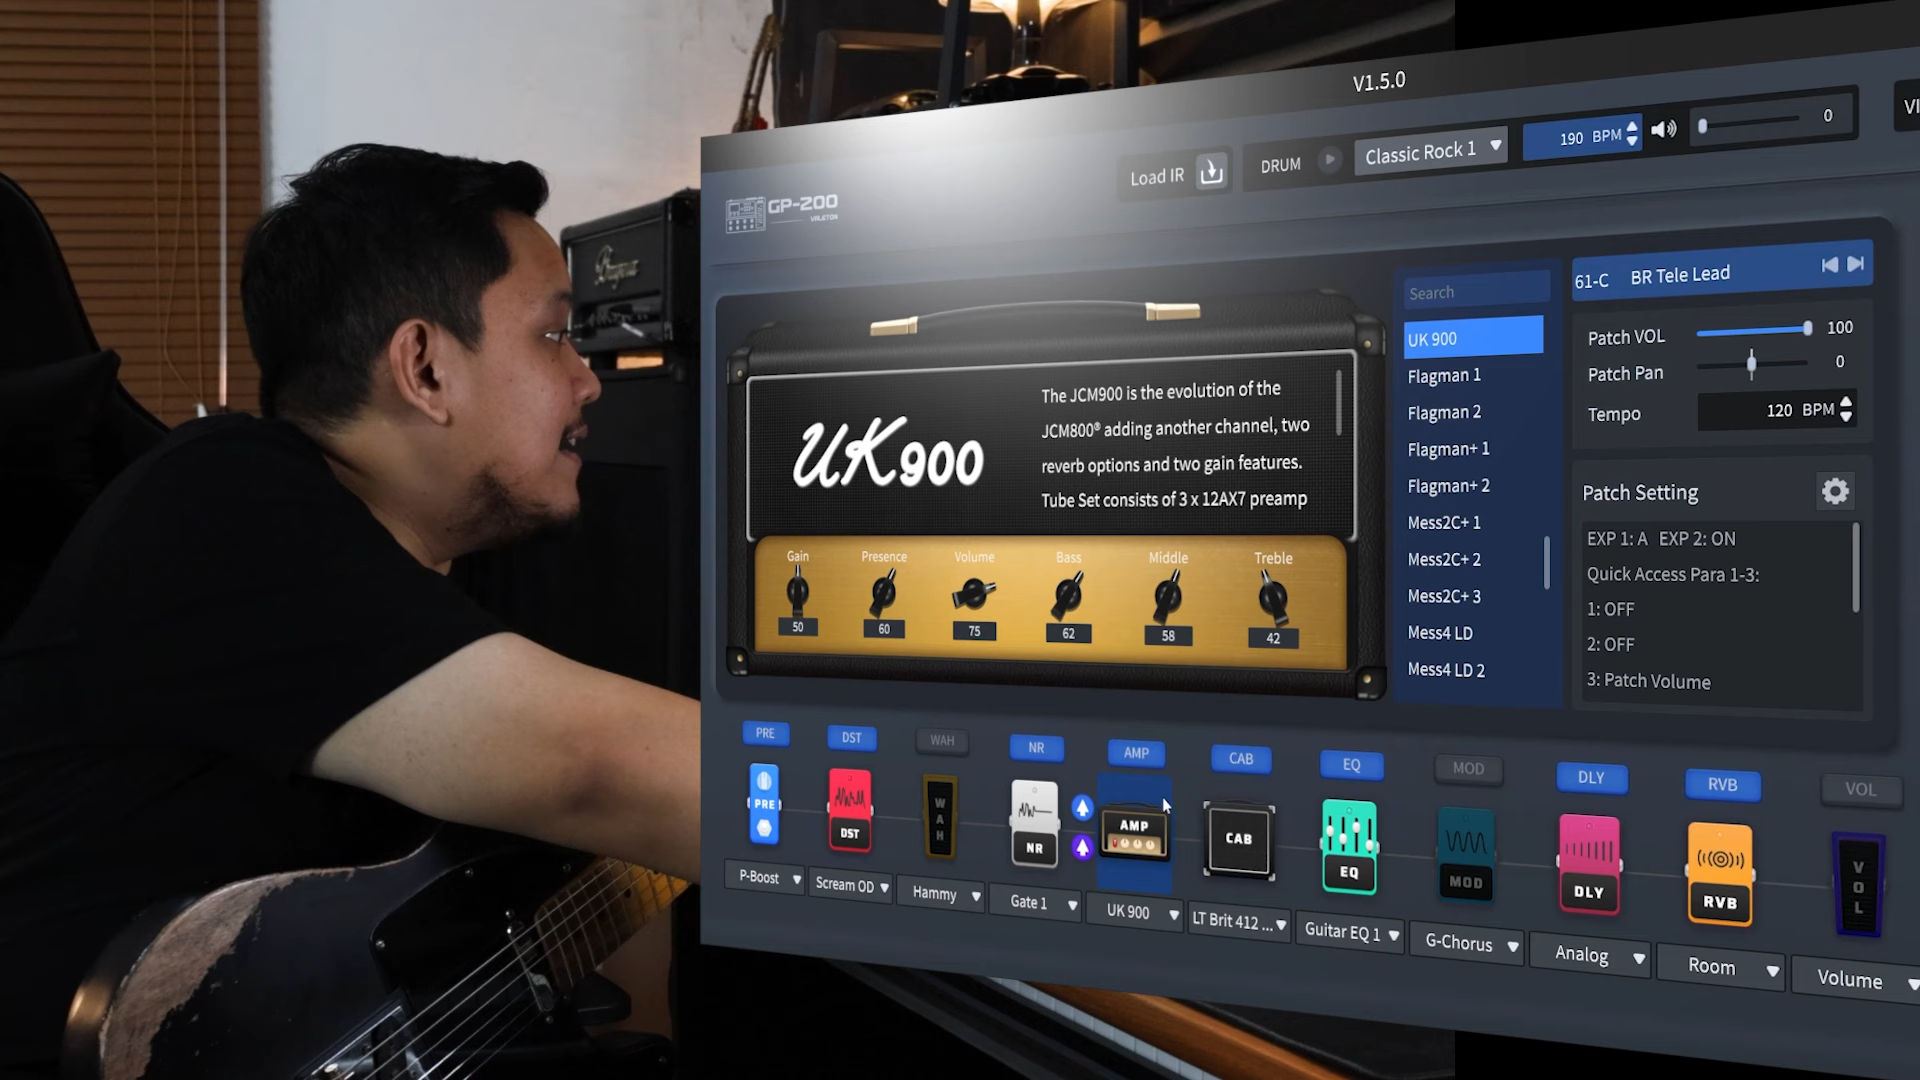 V1.5.0
Load IR
DRUM
Classic Rock 1
190 BPM
0
GP-200
VALETON
Search
61-C BR Tele Lead
UK 900
Flagman 1
Flagman 2
Flagman+ 1
Flagman+ 2
Mess2C+ 1
Mess2C+ 2
Mess2C+ 3
Mess4 LD
Mess4 LD 2
Patch VOL 100
Patch Pan 0
Tempo 120 BPM
Patch Setting
EXP 1: A EXP 2: ON
Quick Access Para 1-3:
1: OFF
2: OFF
3: Patch Volume
UK900
The JCM900 is the evolution of the
JCM800® adding another channel, two
reverb options and two gain features.
Tube Set consists of 3 x 12AX7 preamp
Gain Presence Volume Bass Middle Treble
50 60 75 62 58 42
PRE DST WAH NR AMP CAB EQ MOD DLY RVB VOL
PRE DST WAH NR AMP CAB EQ MOD DLY RVB VOL
P-Boost Scream OD Hammy Gate 1 UK 900 LT Brit 412 ... Guitar EQ 1 G-Chorus Analog Room Volume